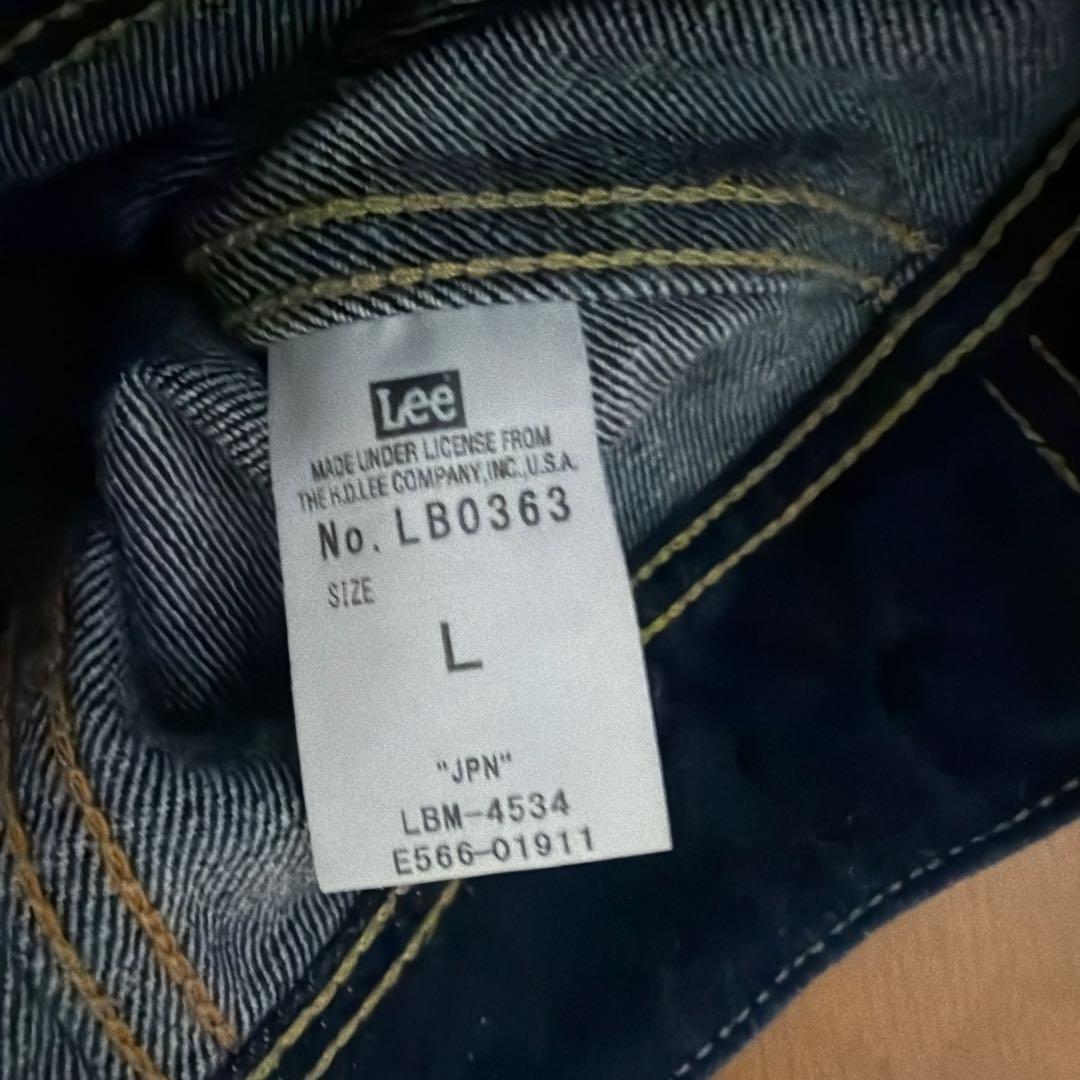 Lee
MADE UNDER LICENSE FROM
THE H.D.LEE COMPANY,INC.,U.S.A.
No. LB0363
SIZE
L
"JPN"
LBM-4534
E566-01911